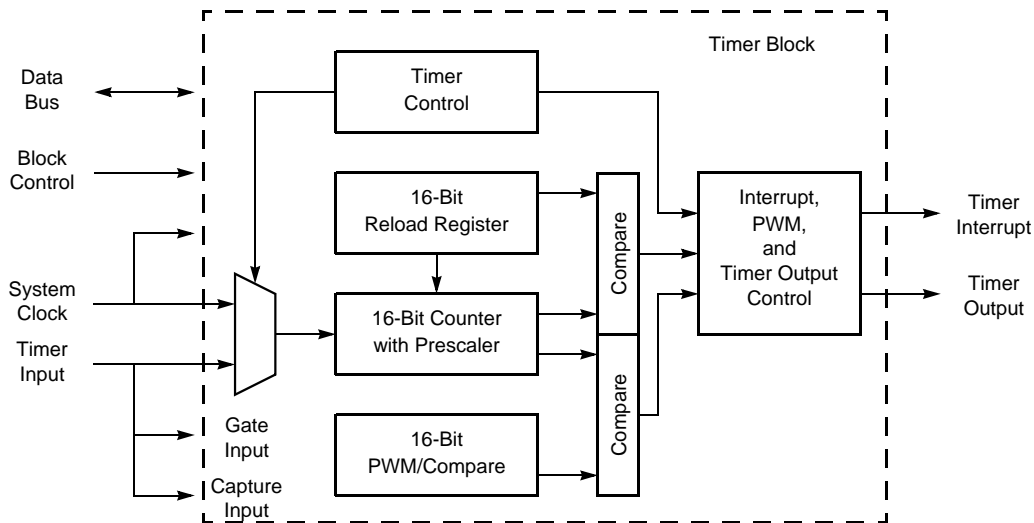 Timer Block
Data
Bus
Timer
Control
Block
Control
16-Bit
Reload Register
Compare
Interrupt,
PWM,
and
Timer Output
Control
Timer
Interrupt
System
Clock
16-Bit Counter
with Prescaler
Timer
Output
Timer
Input
Compare
Gate
Input
16-Bit
PWM/Compare
Capture
Input